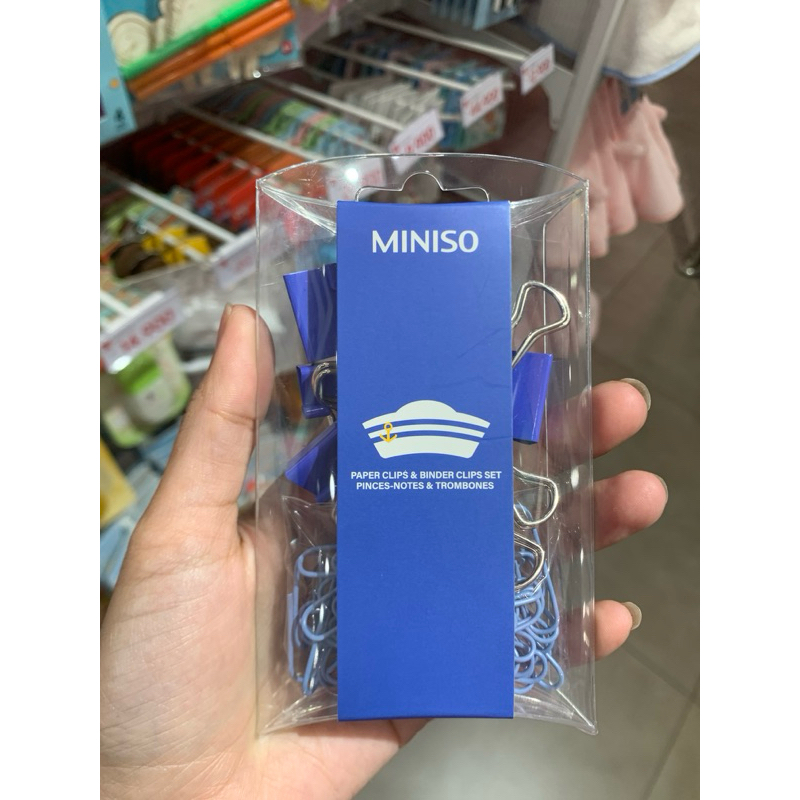 MINISO
PAPER CLIPS & BINDER CLIPS SET
PINCES-NOTES & TROMBONES